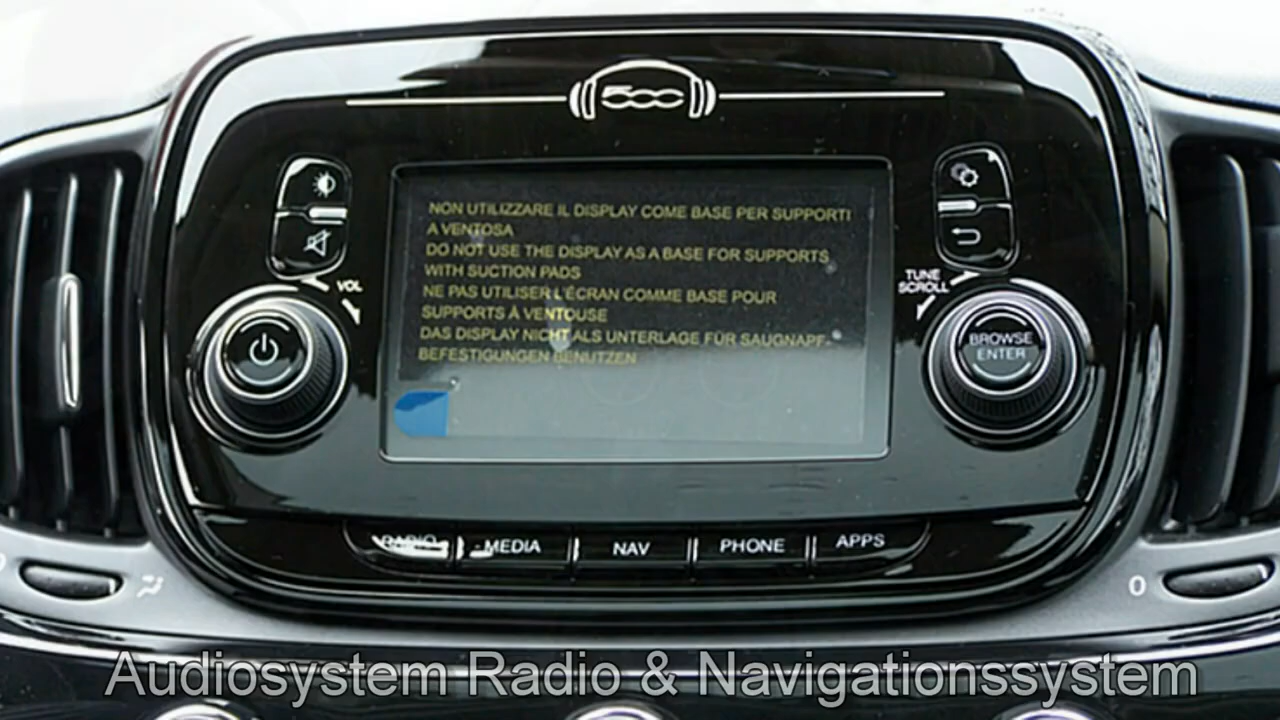 500
NON UTILIZZARE IL DISPLAY COME BASE PER SUPPORTI
A VENTOSA
DO NOT USE THE DISPLAY AS A BASE FOR SUPPORTS
WITH SUCTION PADS
NE PAS UTILISER L'ÉCRAN COMME BASE POUR
SUPPORTS À VENTOUSE
DAS DISPLAY NICHT ALS UNTERLAGE FÜR SAUGNAPF-
BEFESTIGUNGEN BENUTZEN
VOL
TUNE
SCROLL
BROWSE
ENTER
RADIO MEDIA NAV PHONE APPS
0
Audiosystem Radio & Navigationssystem